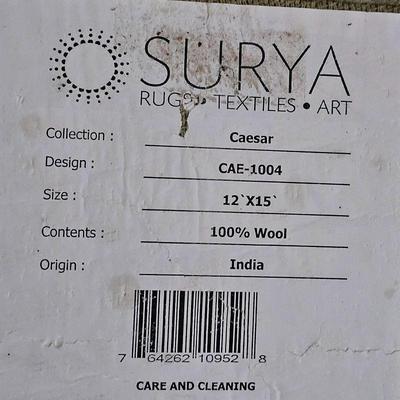 SURYA
RUGS • TEXTILES • ART
Collection : Caesar
Design : CAE-1004
Size : 12`X15`
Contents : 100% Wool
Origin : India
7 64262 10952 8
CARE AND CLEANING